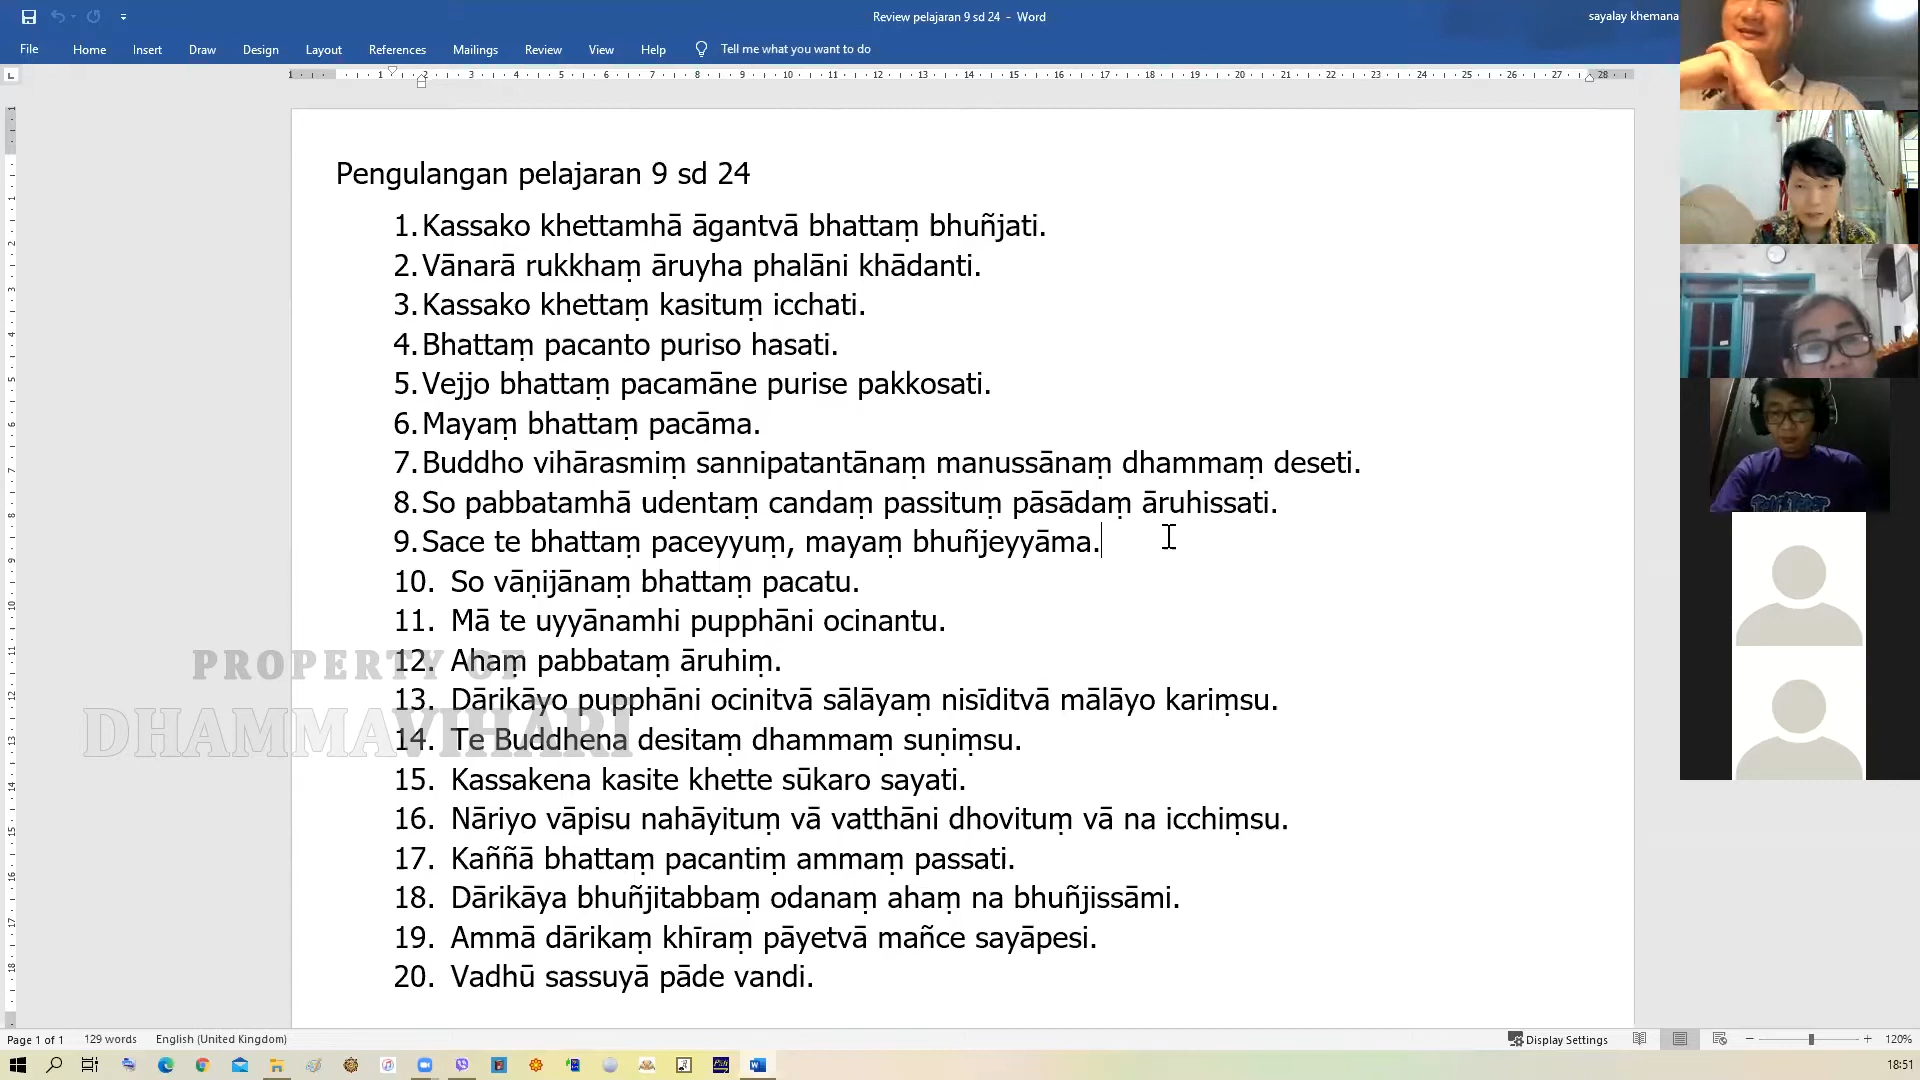 Review pelajaran 9 sd 24 - Word
sayalay khemana
File Home Insert Draw Design Layout References Mailings Review View Help Tell me what you want to do
Pengulangan pelajaran 9 sd 24
1. Kassako khettamhā āgantvā bhattaṃ bhuñjati.
2. Vānarā rukkhaṃ āruyha phalāni khādanti.
3. Kassako khettaṃ kasituṃ icchati.
4. Bhattaṃ pacanto puriso hasati.
5. Vejjo bhattaṃ pacamāne purise pakkosati.
6. Mayaṃ bhattaṃ pacāma.
7. Buddho vihārasmiṃ sannipatantānaṃ manussānaṃ dhammaṃ deseti.
8. So pabbatamhā udentaṃ candaṃ passituṃ pāsādaṃ āruhissati.
9. Sace te bhattaṃ paceyyuṃ, mayaṃ bhuñjeyyāma.
10. So vāṇijānaṃ bhattaṃ pacatu.
11. Mā te uyyānamhi pupphāni ocinantu.
12. Ahaṃ pabbataṃ āruhiṃ.
13. Dārikāyo pupphāni ocinitvā sālāyaṃ nisīditvā mālāyo kariṃsu.
14. Te Buddhena desitaṃ dhammaṃ suṇiṃsu.
15. Kassakena kasite khette sūkaro sayati.
16. Nāriyo vāpisu nahāyituṃ vā vatthāni dhovituṃ vā na icchiṃsu.
17. Kaññā bhattaṃ pacantiṃ ammaṃ passati.
18. Dārikāya bhuñjitabbaṃ odanaṃ ahaṃ na bhuñjissāmi.
19. Ammā dārikaṃ khīraṃ pāyetvā mañce sayāpesi.
20. Vadhū sassuyā pāde vandi.
PROPERTY OF
DHAMMAVIHĀRĪ
Page 1 of 1 129 words English (United Kingdom) Display Settings 120%
18:51